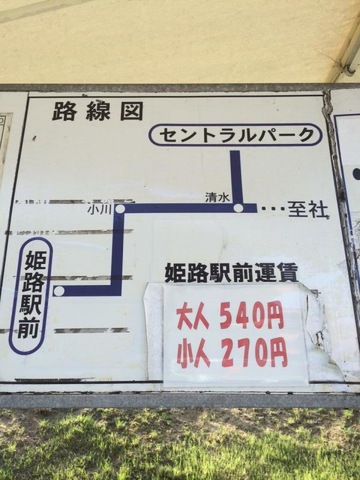 路線図
セントラルパーク
小川
清水
…至社
姫路駅前
姫路駅前運賃
大人 540円
小人 270円